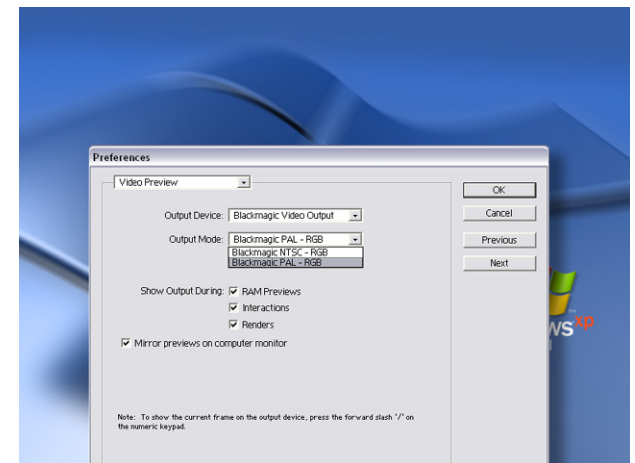 Preferences
Video Preview
OK
Output Device: Blackmagic Video Output
Cancel
Output Mode: Blackmagic PAL - RGB
Previous
Blackmagic NTSC - RGB
Blackmagic PAL - RGB
Next
Show Output During: RAM Previews
Interactions
Renders
Mirror previews on computer monitor
xp
Note: To show the current frame on the output device, press the forward slash '/' on
the numeric keypad.